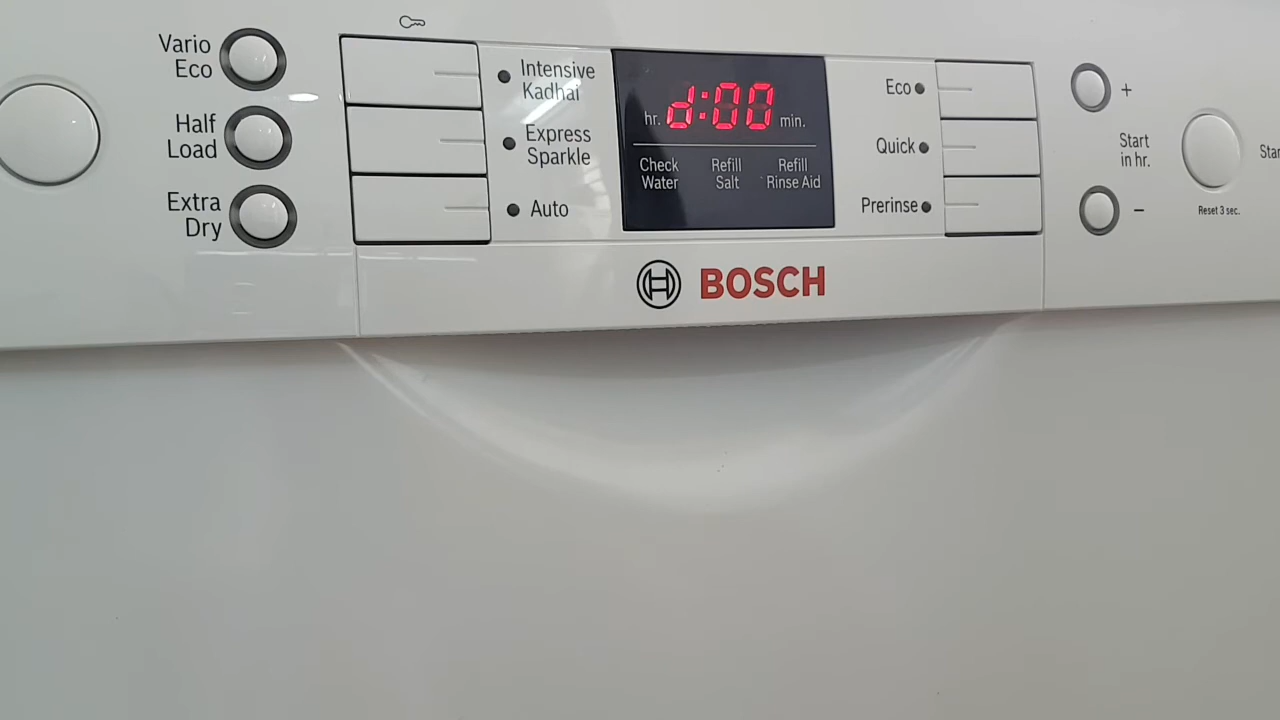 Vario
Eco
Half
Load
Extra
Dry
Intensive
Kadhai
Express
Sparkle
Auto
hr. d:00 min.
Check
Water
Refill
Salt
Refill
Rinse Aid
Eco
Quick
Prerinse
+
Start
in hr.
−
Reset 3 sec.
BOSCH